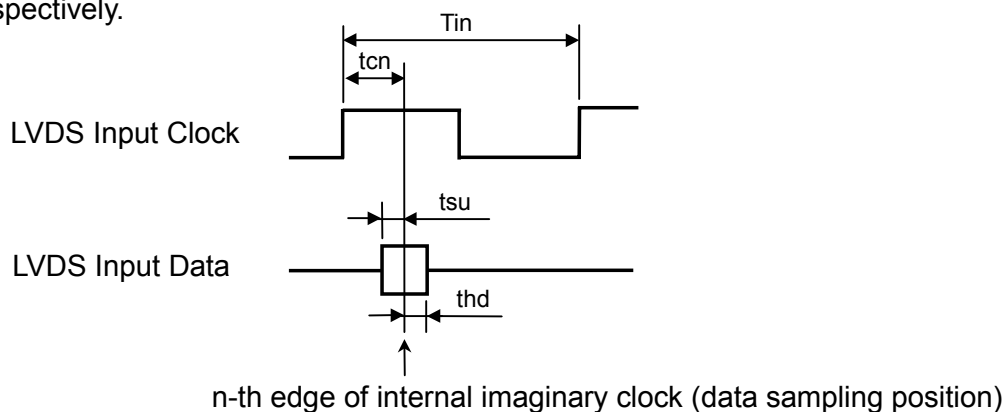 spectively.
Tin
tcn
LVDS Input Clock
tsu
LVDS Input Data
thd
n-th edge of internal imaginary clock (data sampling position)